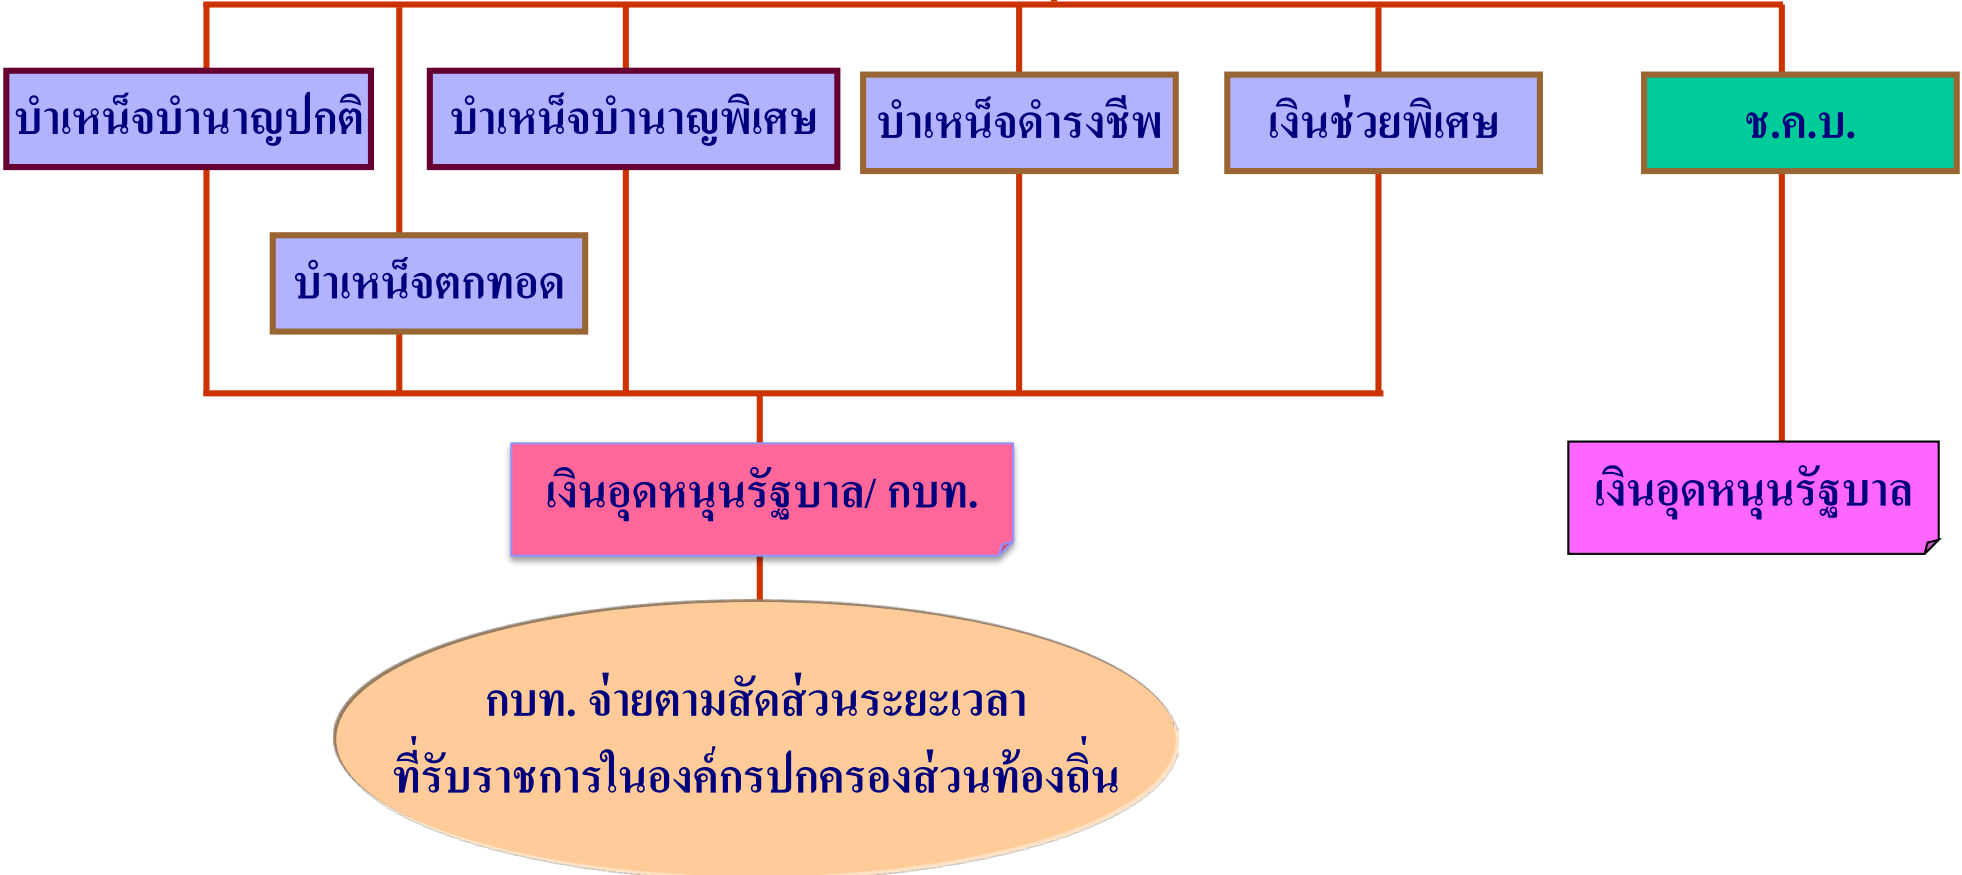 บำเหน็จบำนาญปกติ
บำเหน็จบำนาญพิเศษ
บำเหน็จดำรงชีพ
เงินช่วยพิเศษ
ช.ค.บ.
บำเหน็จตกทอด
เงินอุดหนุนรัฐบาล/ กบท.
เงินอุดหนุนรัฐบาล
กบท. จ่ายตามสัดส่วนระยะเวลา
ที่รับราชการในองค์กรปกครองส่วนท้องถิ่น